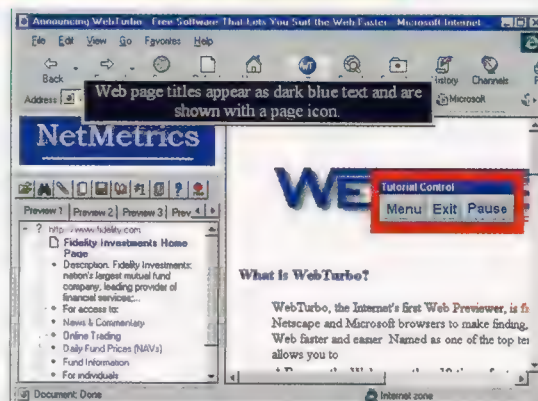 Announcing WebTurbo - Free Software That Lets You Surf the Web Faster - Microsoft Internet
File Edit View Go Favorites Help
Back
History Channels
Address
Microsoft
Web page titles appear as dark blue text and are
shown with a page icon.
NetMetrics
WE
Tutorial Control
Menu Exit Pause
Preview 1 Preview 2 Preview 3 Prev
? http://www.fidelity.com
Fidelity Investments Home
Page
Description: Fidelity Investments:
nation's largest mutual fund
company, leading provider of
financial services;...
For access to:
News & Commentary
Online Trading
Daily Fund Prices (NAVs)
Fund Information
For individuals
What Is WebTurbo?
WebTurbo, the Internet's first Web Previewer, is
Netscape and Microsoft browsers to make finding,
Web faster and easier Named as one of the top
allows you to
Document: Done
Internet zone